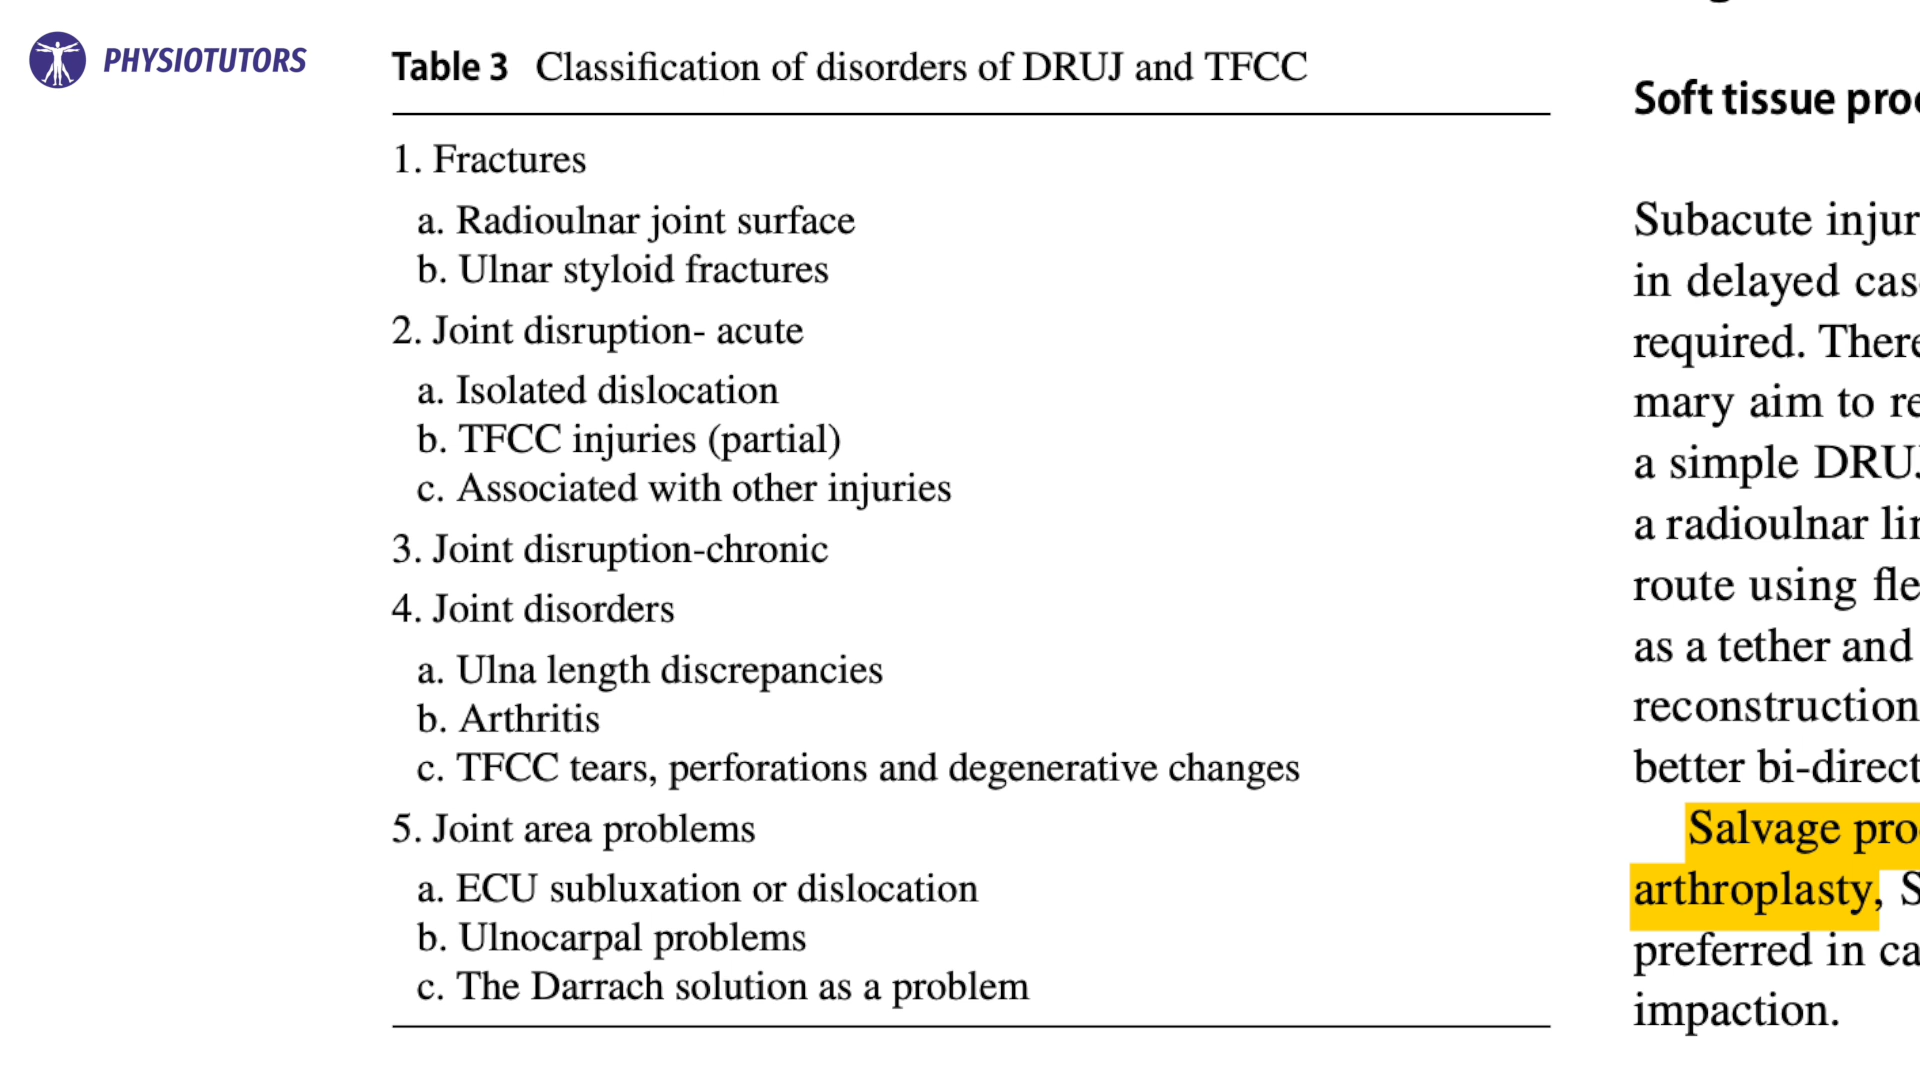 PHYSIOTUTORS
Table 3 Classification of disorders of DRUJ and TFCC
1. Fractures
a. Radioulnar joint surface
b. Ulnar styloid fractures
2. Joint disruption- acute
a. Isolated dislocation
b. TFCC injuries (partial)
c. Associated with other injuries
3. Joint disruption-chronic
4. Joint disorders
a. Ulna length discrepancies
b. Arthritis
c. TFCC tears, perforations and degenerative changes
5. Joint area problems
a. ECU subluxation or dislocation
b. Ulnocarpal problems
c. The Darrach solution as a problem
Soft tissue
Subacute
in delayed
required.
mary aim to
a simple
a radioulnar
route using
as a tether and
reconstruction
better
Salvage
arthroplasty,
preferred in
impaction.